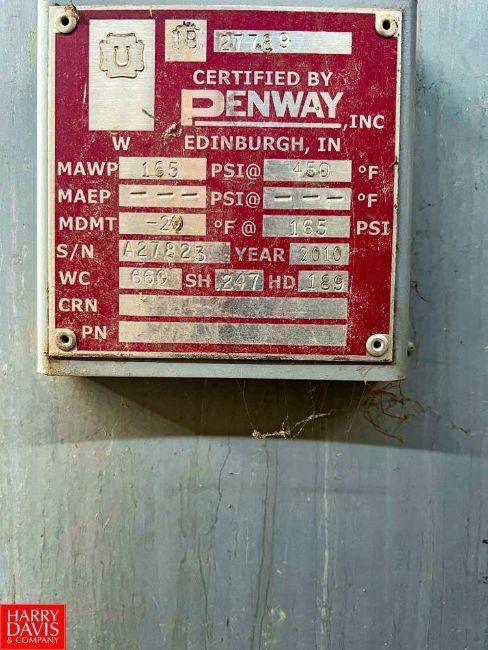 U NB 27789
CERTIFIED BY
PENWAY, INC
W EDINBURGH, IN
MAWP 165 PSI@ 450 °F
MAEP --- PSI@ --- °F
MDMT -20 °F@ 165 PSI
S/N A27823 YEAR 2010
WC 660 SH .247 HD .189
CRN
PN
HARRY
DAVIS
& COMPANY